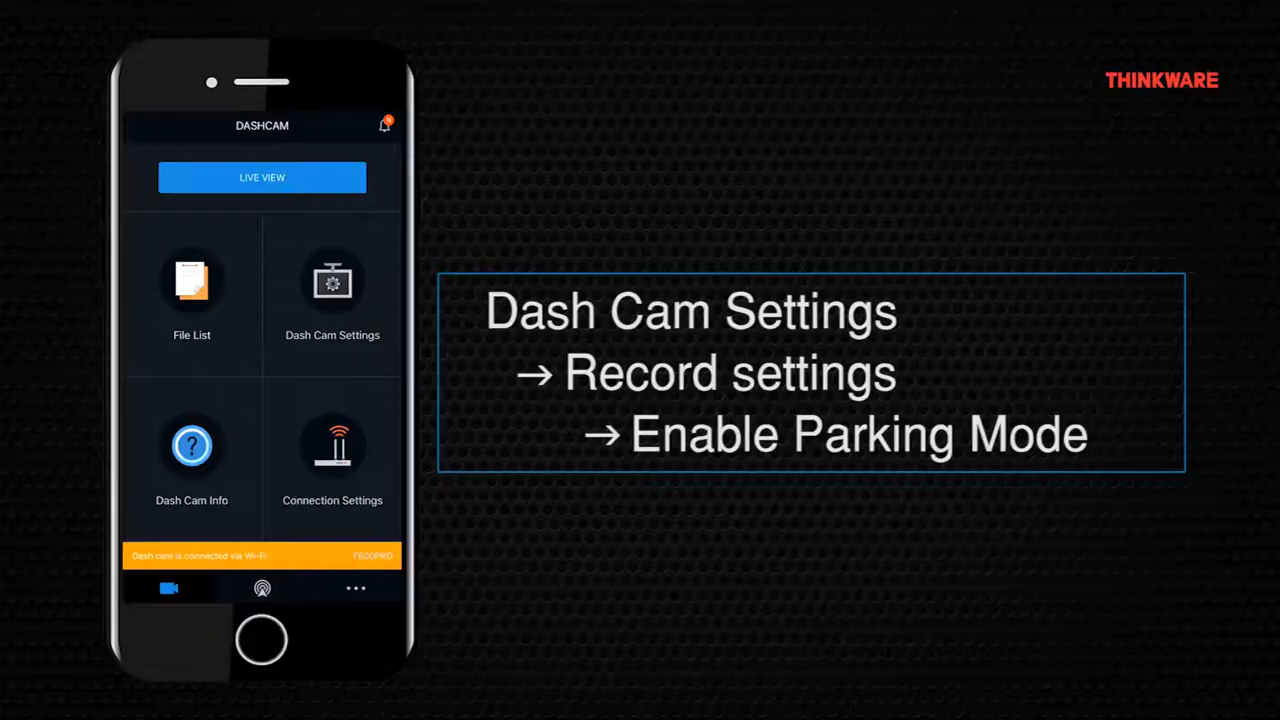 THINKWARE
DASHCAM
N
LIVE VIEW
File List
Dash Cam Settings
Dash Cam Info
Connection Settings
Dash cam is connected via Wi-Fi
F800PRO
Dash Cam Settings
→ Record settings
→ Enable Parking Mode